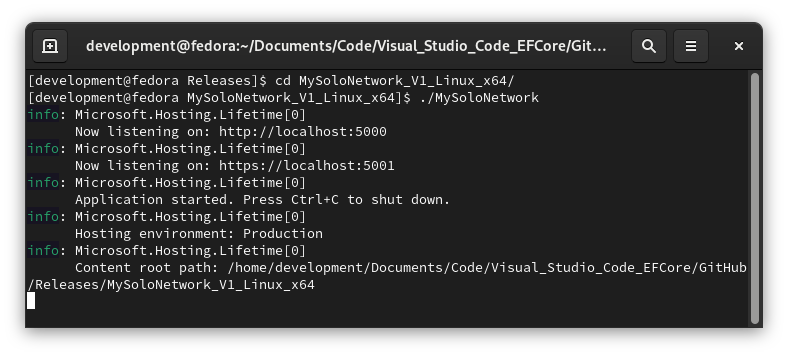 development@fedora:~/Documents/Code/Visual_Studio_Code_EFCore/Git...
[development@fedora Releases]$ cd MySoloNetwork_V1_Linux_x64/
[development@fedora MySoloNetwork_V1_Linux_x64]$ ./MySoloNetwork
info: Microsoft.Hosting.Lifetime[0]
      Now listening on: http://localhost:5000
info: Microsoft.Hosting.Lifetime[0]
      Now listening on: https://localhost:5001
info: Microsoft.Hosting.Lifetime[0]
      Application started. Press Ctrl+C to shut down.
info: Microsoft.Hosting.Lifetime[0]
      Hosting environment: Production
info: Microsoft.Hosting.Lifetime[0]
      Content root path: /home/development/Documents/Code/Visual_Studio_Code_EFCore/GitHub
/Releases/MySoloNetwork_V1_Linux_x64